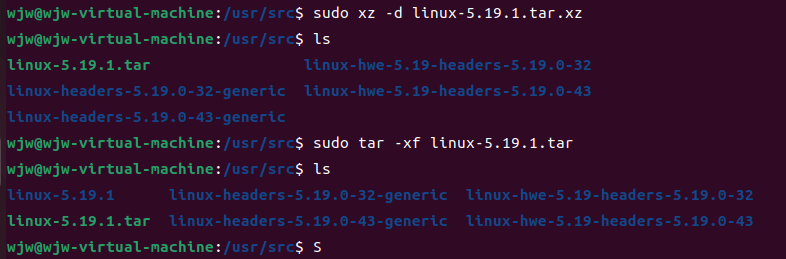 wjw@wjw-virtual-machine:/usr/src$ sudo xz -d linux-5.19.1.tar.xz
wjw@wjw-virtual-machine:/usr/src$ ls
linux-5.19.1.tar linux-hwe-5.19-headers-5.19.0-32
linux-headers-5.19.0-32-generic linux-hwe-5.19-headers-5.19.0-43
linux-headers-5.19.0-43-generic
wjw@wjw-virtual-machine:/usr/src$ sudo tar -xf linux-5.19.1.tar
wjw@wjw-virtual-machine:/usr/src$ ls
linux-5.19.1 linux-headers-5.19.0-32-generic linux-hwe-5.19-headers-5.19.0-32
linux-5.19.1.tar linux-headers-5.19.0-43-generic linux-hwe-5.19-headers-5.19.0-43
wjw@wjw-virtual-machine:/usr/src$ S